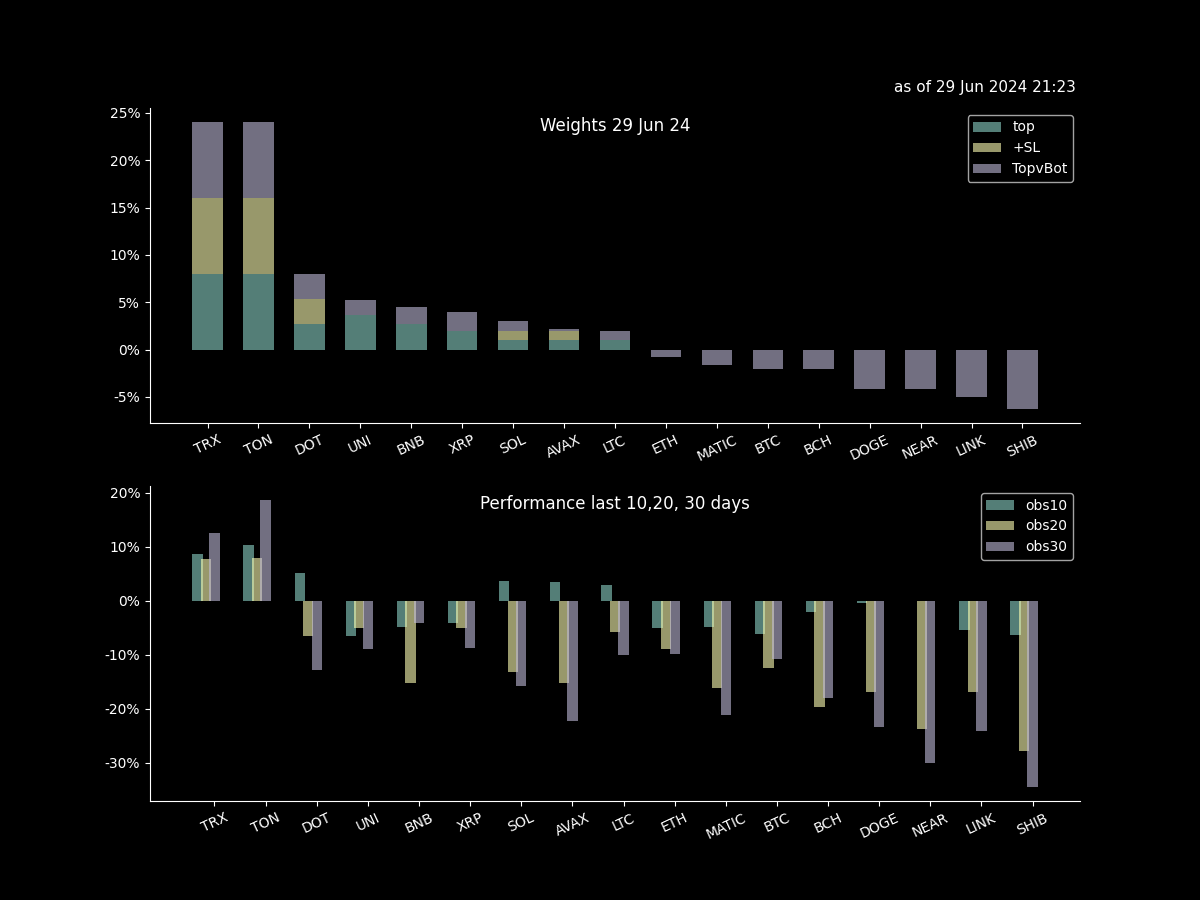 as of 29 Jun 2024 21:23
Weights 29 Jun 24
top
+SL
TopvBot
25%
20%
15%
10%
5%
0%
-5%
TRX TON DOT UNI BNB XRP SOL AVAX LTC ETH MATIC BTC BCH DOGE NEAR LINK SHIB
Performance last 10,20, 30 days
obs10
obs20
obs30
20%
10%
0%
-10%
-20%
-30%
TRX TON DOT UNI BNB XRP SOL AVAX LTC ETH MATIC BTC BCH DOGE NEAR LINK SHIB